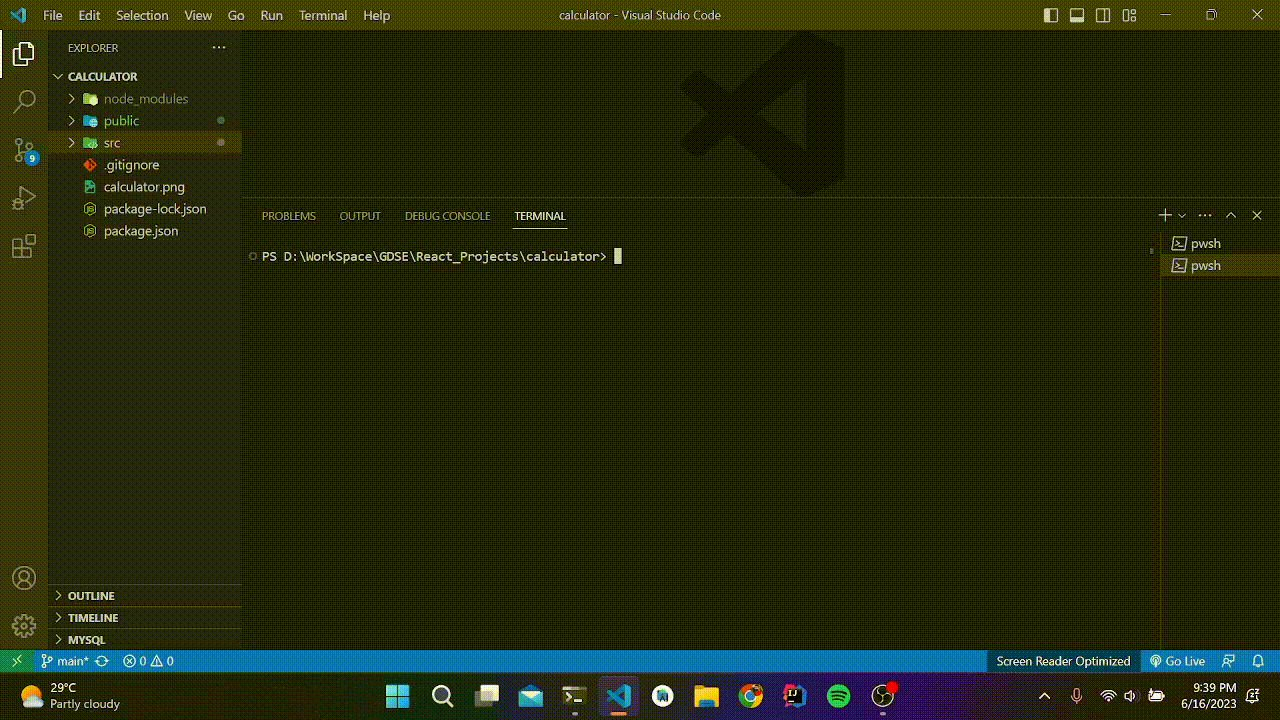 File Edit Selection View Go Run Terminal Help calculator - Visual Studio Code
EXPLORER
CALCULATOR
node_modules
public
src
.gitignore
calculator.png
package-lock.json
package.json
9
PROBLEMS OUTPUT DEBUG CONSOLE TERMINAL
PS D:\WorkSpace\GDSE\React_Projects\calculator>
pwsh
pwsh
OUTLINE
TIMELINE
MYSQL
main* 0 0 Screen Reader Optimized Go Live
29°C
Partly cloudy
9:39 PM
6/16/2023